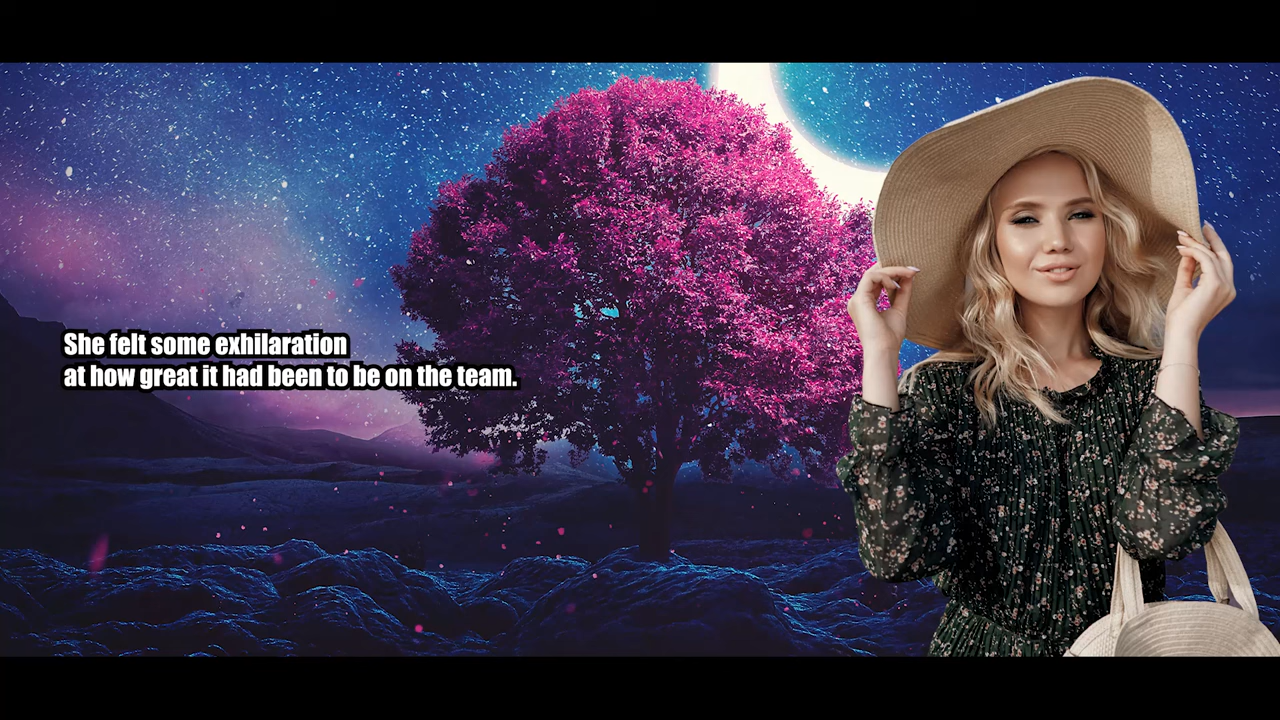 She felt some exhilaration
at how great it had been to be on the team.